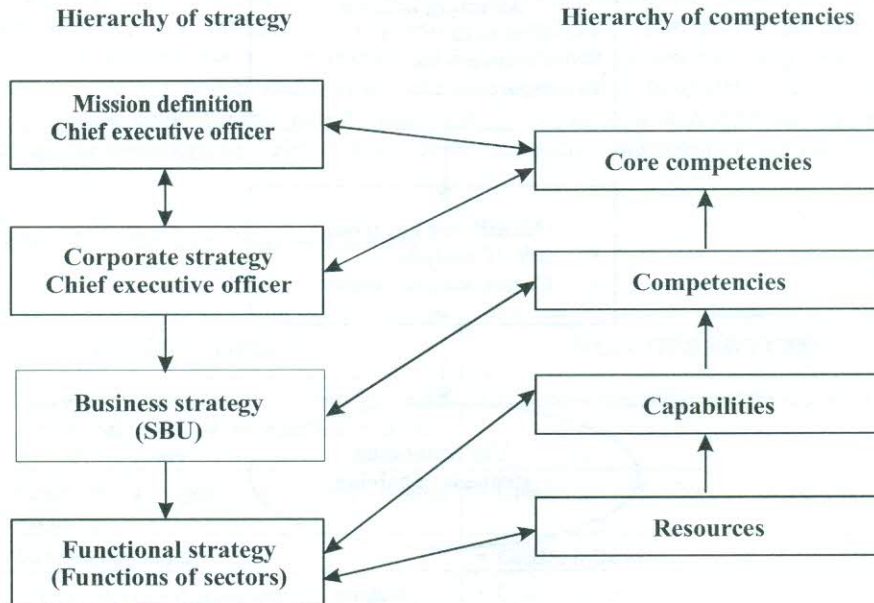 Hierarchy of strategy
Hierarchy of competencies
Mission definition
Chief executive officer
Core competencies
Corporate strategy
Chief executive officer
Competencies
Business strategy
(SBU)
Capabilities
Functional strategy
(Functions of sectors)
Resources